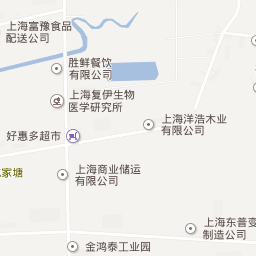 上海富豫食品
配送公司
胜鲜餐饮
有限公司
上海复伊生物
医学研究所
上海洋浩木业
有限公司
好惠多超市
家塘
上海商业储运
有限公司
上海东普变
制造公司
金鸿泰工业园